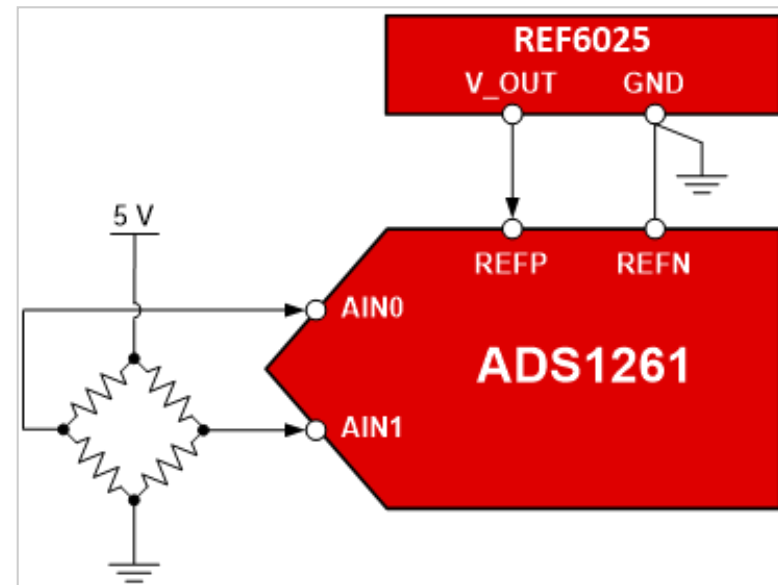 REF6025
V_OUT GND
5 V
REFP REFN
AIN0
ADS1261
AIN1